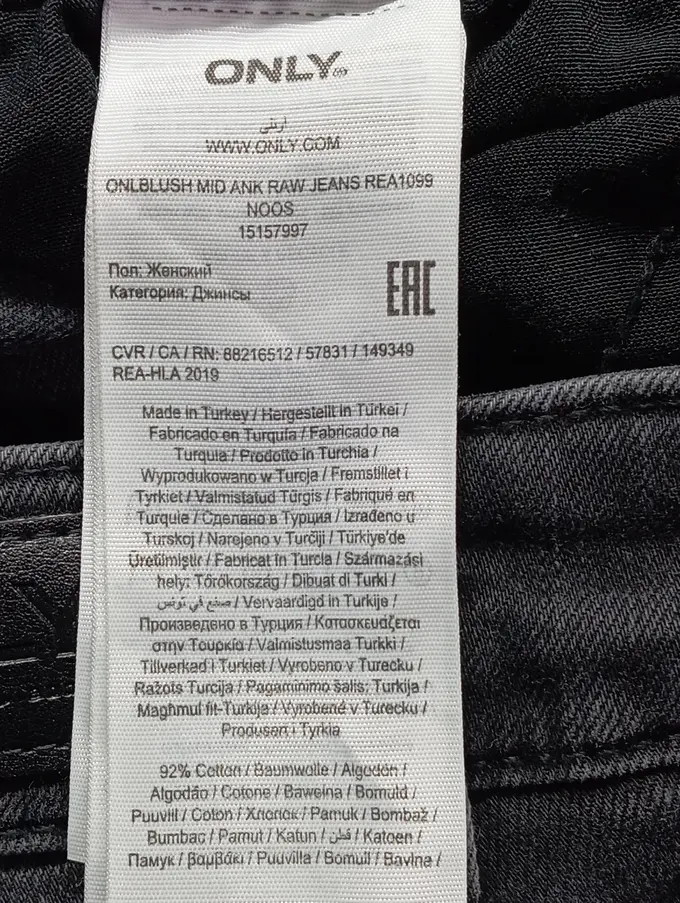 ONLY
اونلي
WWW.ONLY.COM
ONLBLUSH MID ANK RAW JEANS REA1099
NOOS
15157997
Пол: Женский
Категория: Джинсы
EAC
CVR / CA / RN: 88216512 / 57831 / 149349
REA-HLA 2019
Made in Turkey / Hergestellt in Türkei /
Fabricado en Turquía / Fabricado na
Turquia / Prodotto in Turchia /
Wyprodukowano w Turcja / Fremstillet i
Tyrkiet / Valmistatud Türgis / Fabriqué en
Turquie / Сделано в Турция / Izrađeno u
Turskoj / Narejeno v Turčiji / Türkiye'de
Üretilmiştir / Fabricat in Turcia / Származási
hely: Törökország / Dibuat di Turki /
صنع في تونس / Vervaardigd in Turkije /
Произведено в Турция / Κατασκευάζεται
στην Τουρκία / Valmistusmaa Turkki /
Tillverkad i Turkiet / Vyrobeno v Turecku /
Ražots Turcija / Pagaminimo šalis: Turkija /
Magħmul fit-Turkija / Vyrobené v Turecku /
Produsert i Tyrkia
92% Cotton / Baumwolle / Algodón /
Algodão / Cotone / Bawełna / Bomuld /
Puuvill / Coton / Хлопок / Pamuk / Bombaž /
Bumbac / Pamut / Katun / قطن / Katoen /
Памук / βαμβάκι / Puuvilla / Bomull / Bavlna /